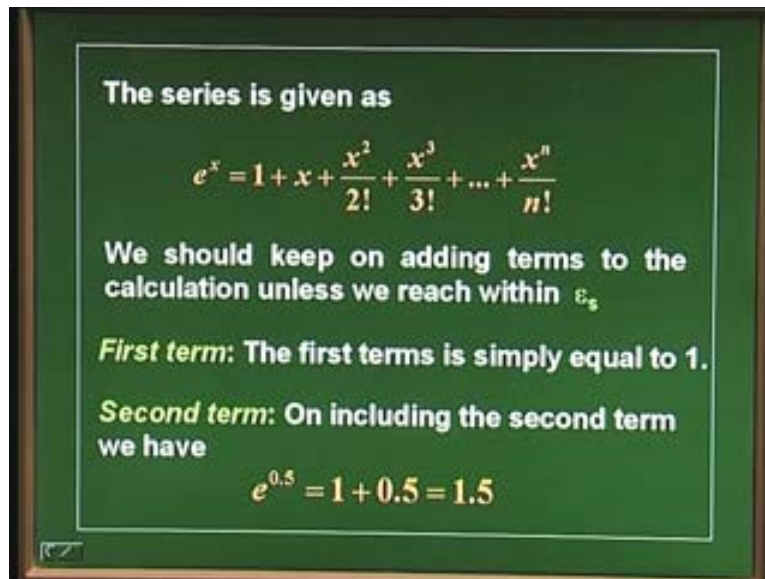 The series is given as
e^x = 1 + x + x^2/2! + x^3/3! + ... + x^n/n!
We should keep on adding terms to the
calculation unless we reach within ε_s
First term: The first terms is simply equal to 1.
Second term: On including the second term
we have
e^0.5 = 1 + 0.5 = 1.5